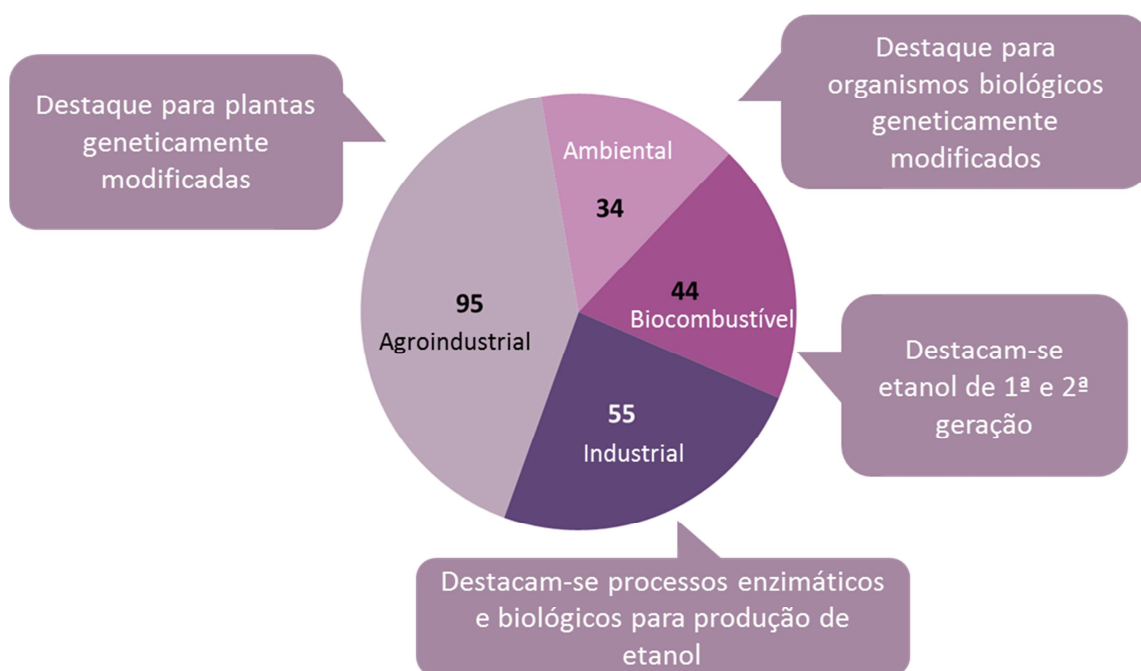 Destaque para plantas
geneticamente
modificadas
Destaque para
organismos biológicos
geneticamente
modificados
Ambiental
34
44
Biocombustível
95
Agroindustrial
55
Industrial
Destacam-se
etanol de 1ª e 2ª
geração
Destacam-se processos enzimáticos
e biológicos para produção de
etanol